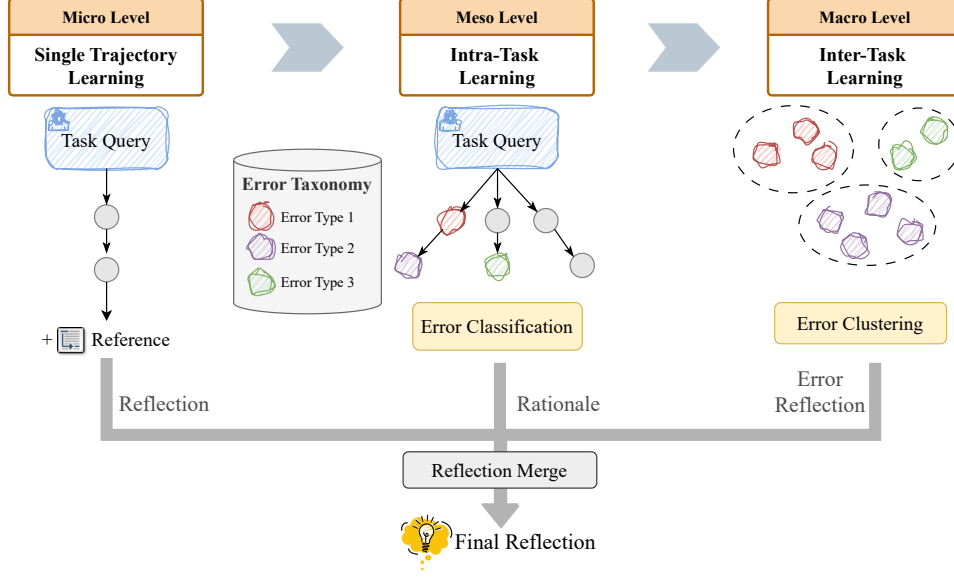 Micro Level
Single Trajectory
Learning
Meso Level
Intra-Task
Learning
Macro Level
Inter-Task
Learning
Task Query
Error Taxonomy
Error Type 1
Error Type 2
Error Type 3
Task Query
+ Reference
Error Classification
Error Clustering
Reflection
Rationale
Error
Reflection
Reflection Merge
Final Reflection